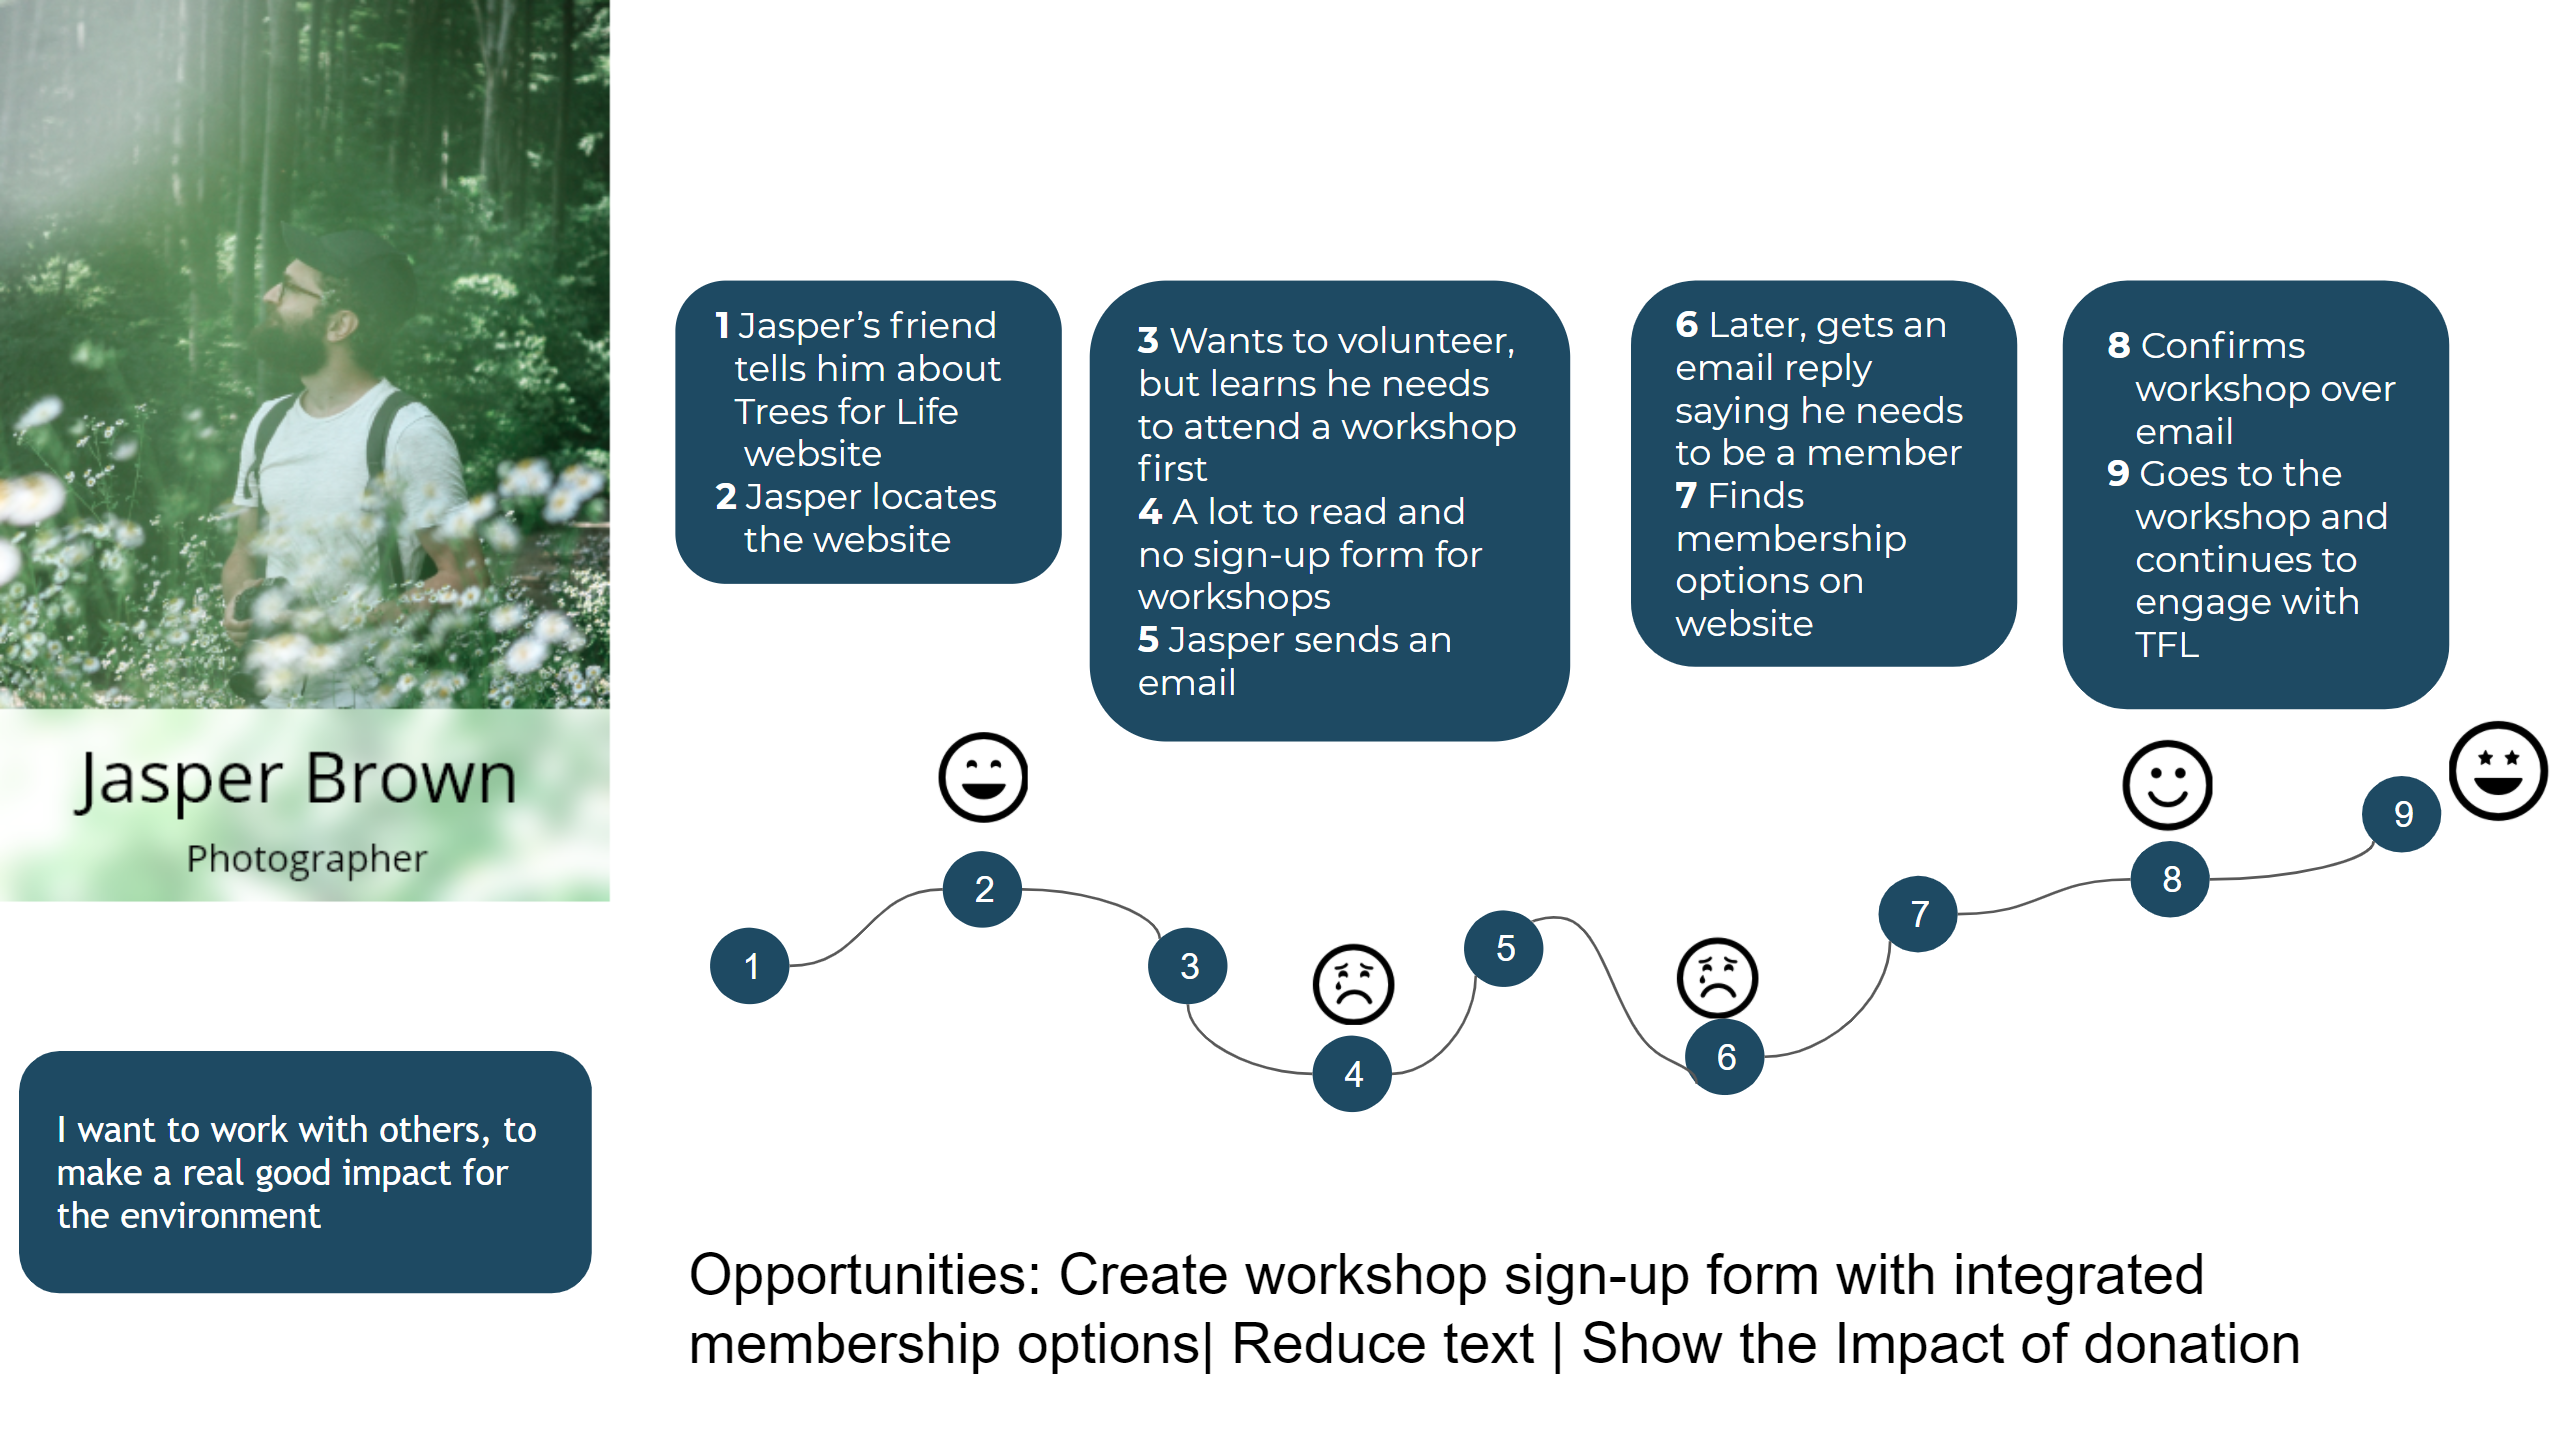 Jasper Brown
Photographer
I want to work with others, to
make a real good impact for
the environment
1 Jasper’s friend
tells him about
Trees for Life
website
2 Jasper locates
the website
3 Wants to volunteer,
but learns he needs
to attend a workshop
first
4 A lot to read and
no sign-up form for
workshops
5 Jasper sends an
email
6 Later, gets an
email reply
saying he needs
to be a member
7 Finds
membership
options on
website
8 Confirms
workshop over
email
9 Goes to the
workshop and
continues to
engage with
TFL
1
2
3
4
5
6
7
8
9
Opportunities: Create workshop sign-up form with integrated
membership options| Reduce text | Show the Impact of donation